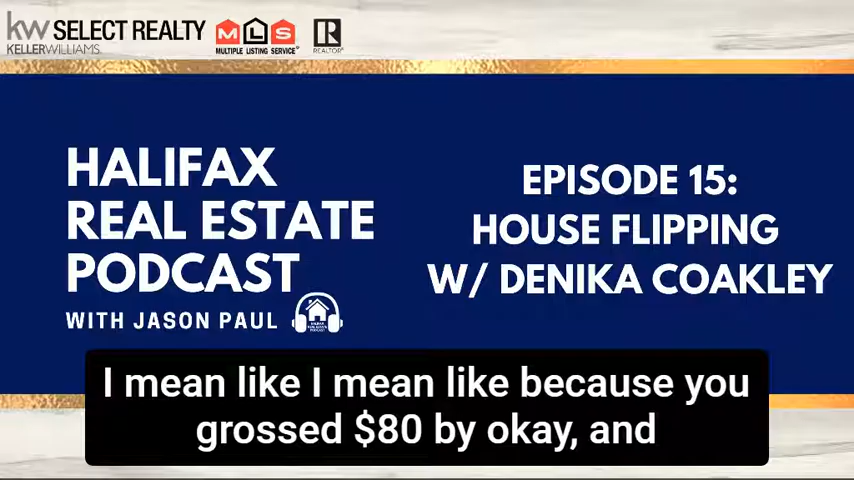 kw SELECT REALTY
KELLERWILLIAMS.
MLS
MULTIPLE LISTING SERVICE®
R
REALTOR®
HALIFAX
REAL ESTATE
PODCAST
WITH JASON PAUL
EPISODE 15:
HOUSE FLIPPING
W/ DENIKA COAKLEY
I mean like I mean like because you
grossed $80 by okay, and